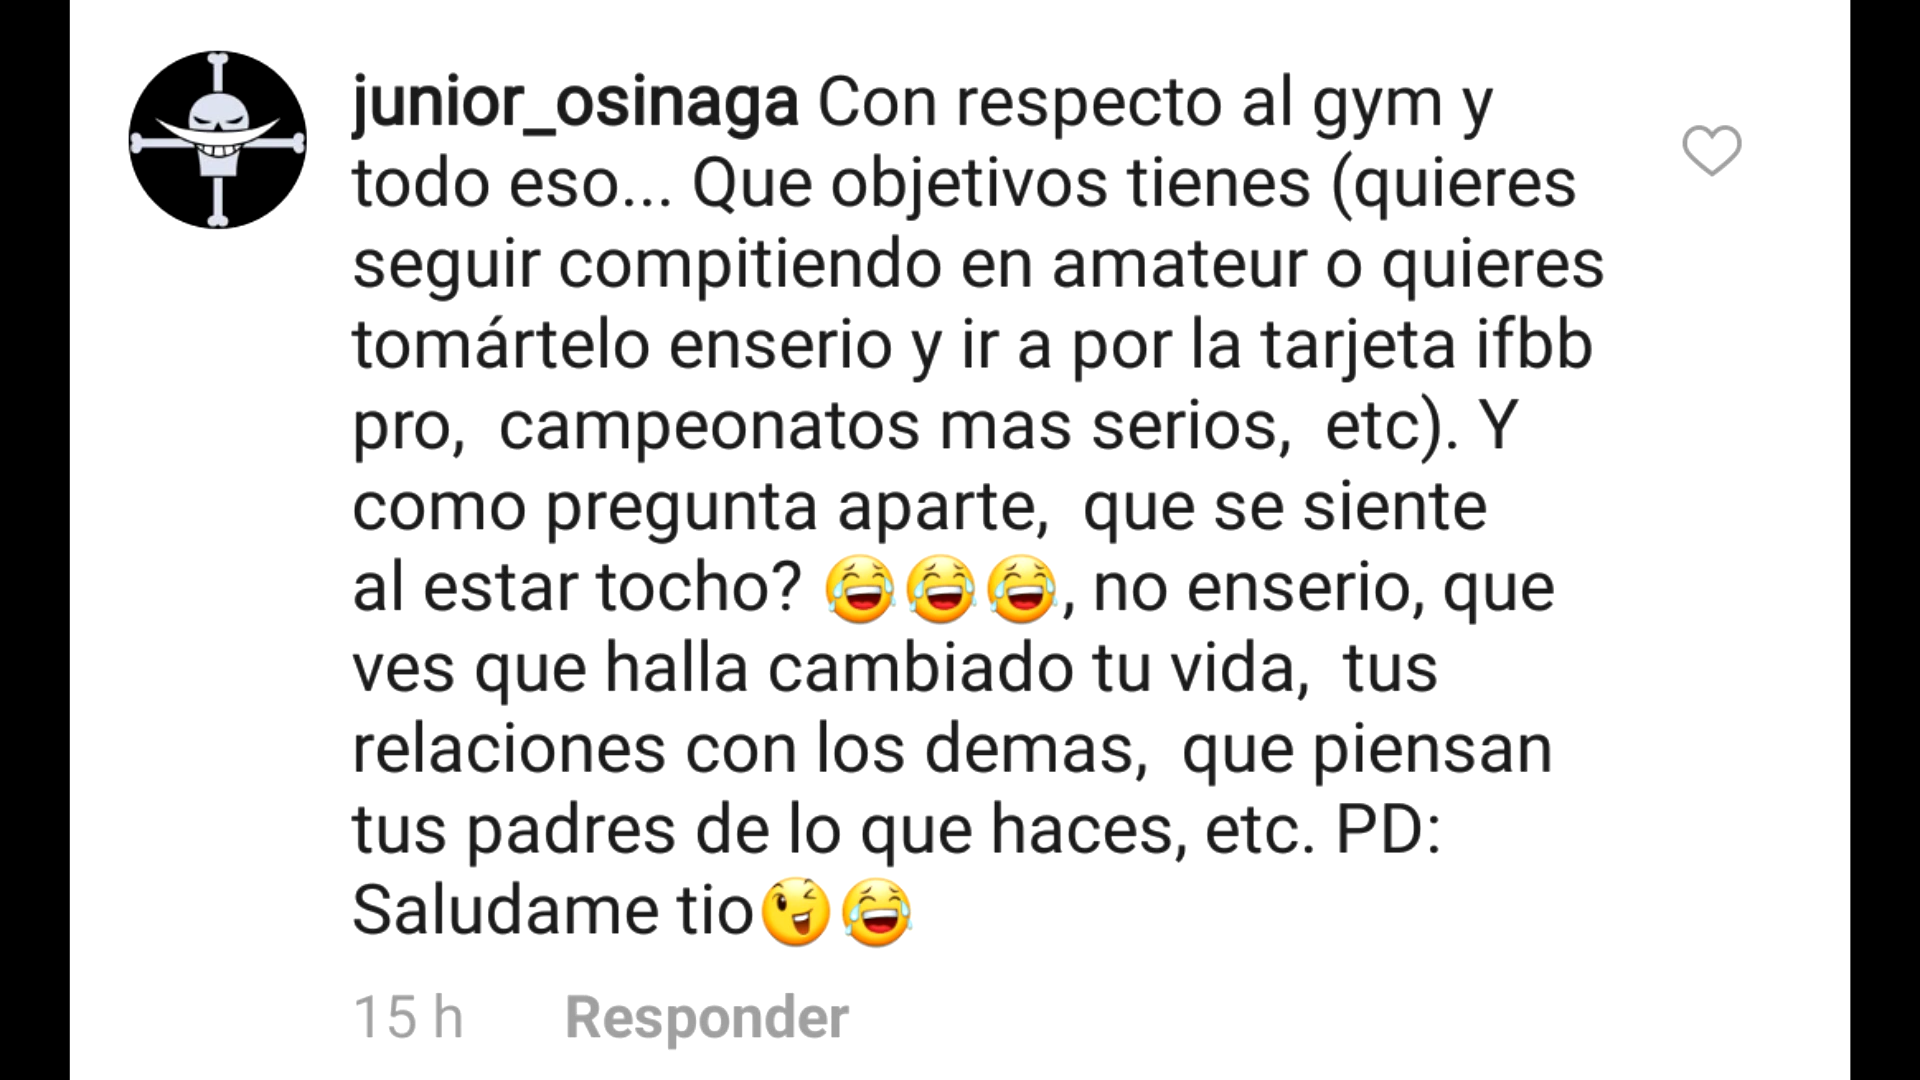 junior_osinaga Con respecto al gym y
todo eso... Que objetivos tienes (quieres
seguir compitiendo en amateur o quieres
tomártelo enserio y ir a por la tarjeta ifbb
pro,  campeonatos mas serios,  etc). Y
como pregunta aparte,  que se siente
al estar tocho? 😂😂😂, no enserio, que
ves que halla cambiado tu vida,  tus
relaciones con los demas,  que piensan
tus padres de lo que haces, etc. PD:
Saludame tio😉😂
15 h Responder